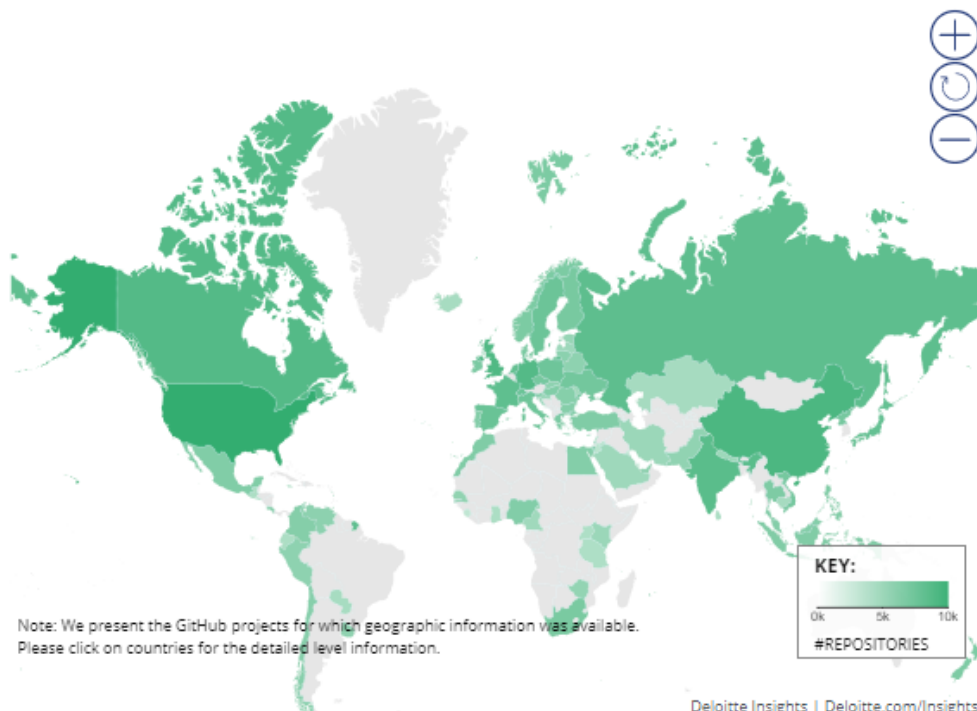 KEY:
0k 5k 10k
#REPOSITORIES
Note: We present the GitHub projects for which geographic information was available.
Please click on countries for the detailed level information.
Deloitte Insights | Deloitte.com/Insights